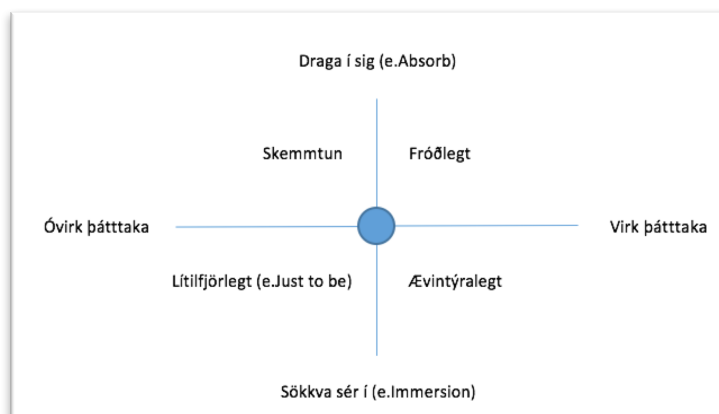 Draga í sig (e.Absorb)
Skemmtun
Fróðlegt
Óvirk þátttaka
Virk þátttaka
Lítilfjörlegt (e.Just to be)
Ævintýralegt
Sökkva sér í (e.Immersion)